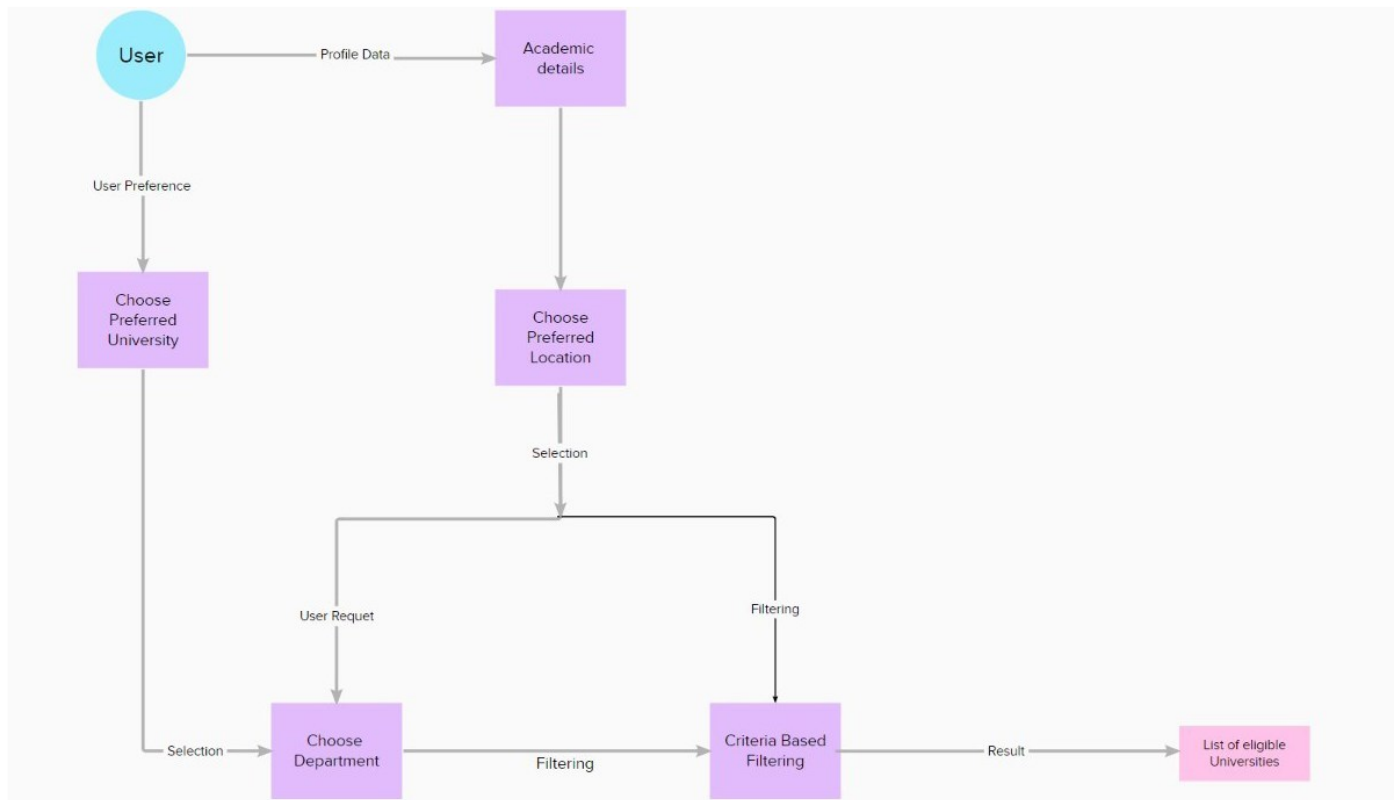 User
Profile Data
Academic
details
User Preference
Choose
Preferred
University
Choose
Preferred
Location
Selection
User Requet
Filtering
Selection
Choose
Department
Filtering
Criteria Based
Filtering
Result
List of eligible
Universities